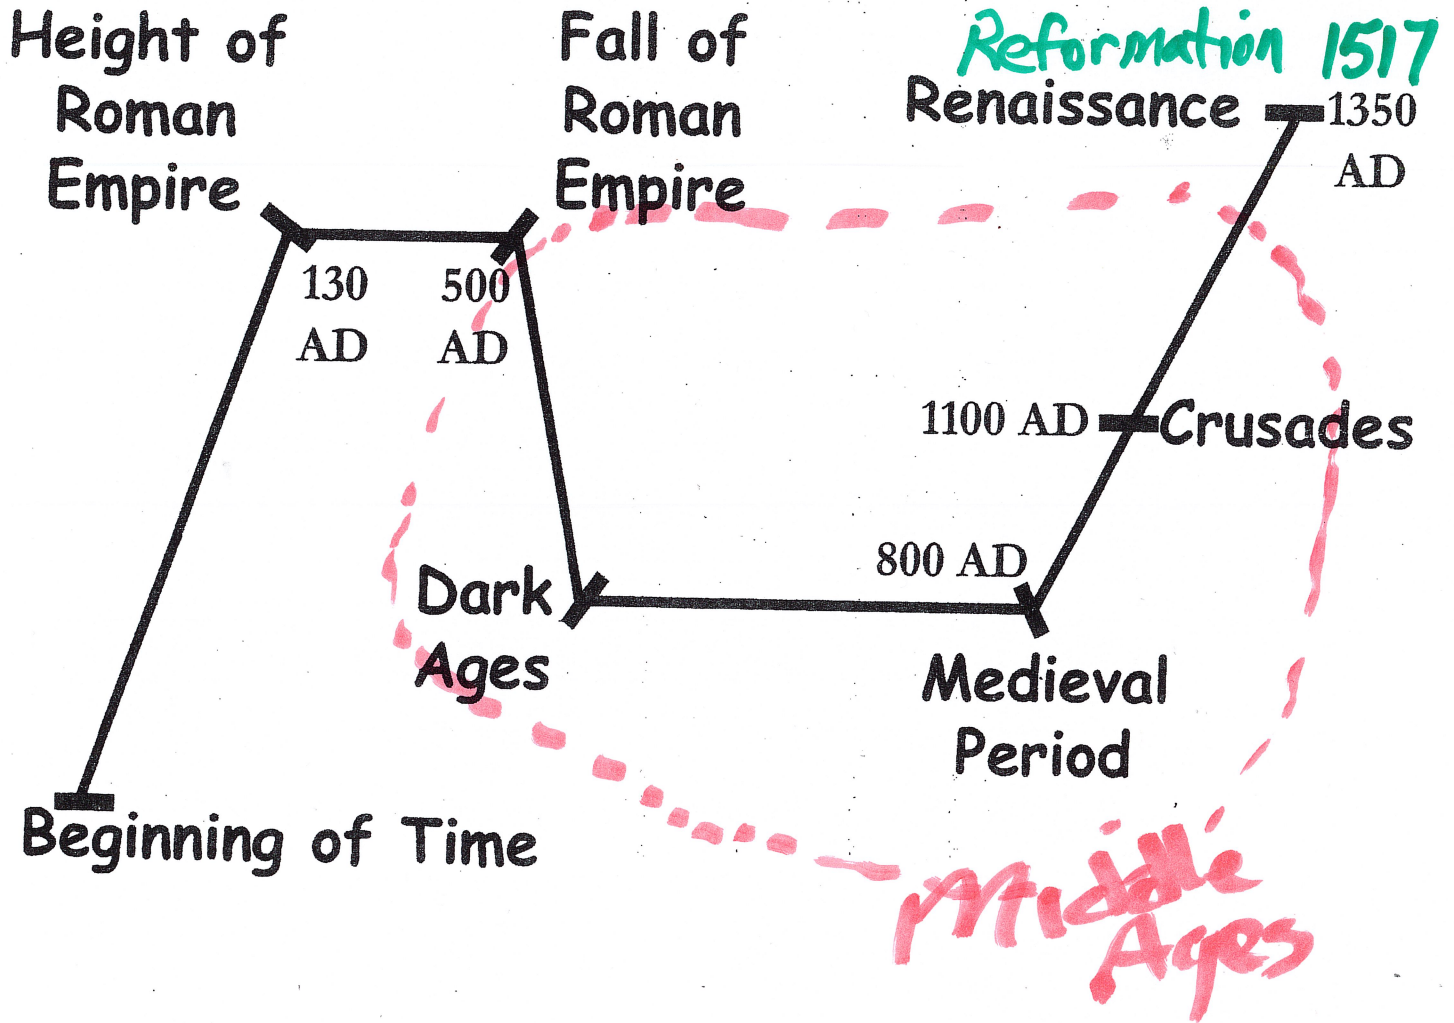 Height of
Roman
Empire
Fall of
Roman
Empire
Reformation 1517
Renaissance
1350
AD
130
AD
500
AD
1100 AD
Crusades
800 AD
Dark
Ages
Medieval
Period
Beginning of Time
Middle
Ages